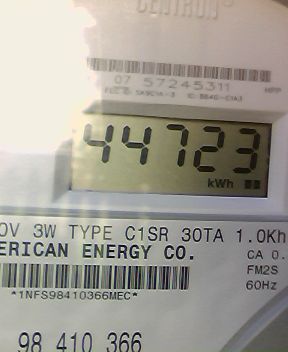 CENTRON®
07 57245311
44723
kWh
0V 3W TYPE C1SR 30TA 1.0Kh
ERICAN ENERGY CO.
CA 0.
FM2S
*1NFS98410366MEC*
60Hz
98 410 366